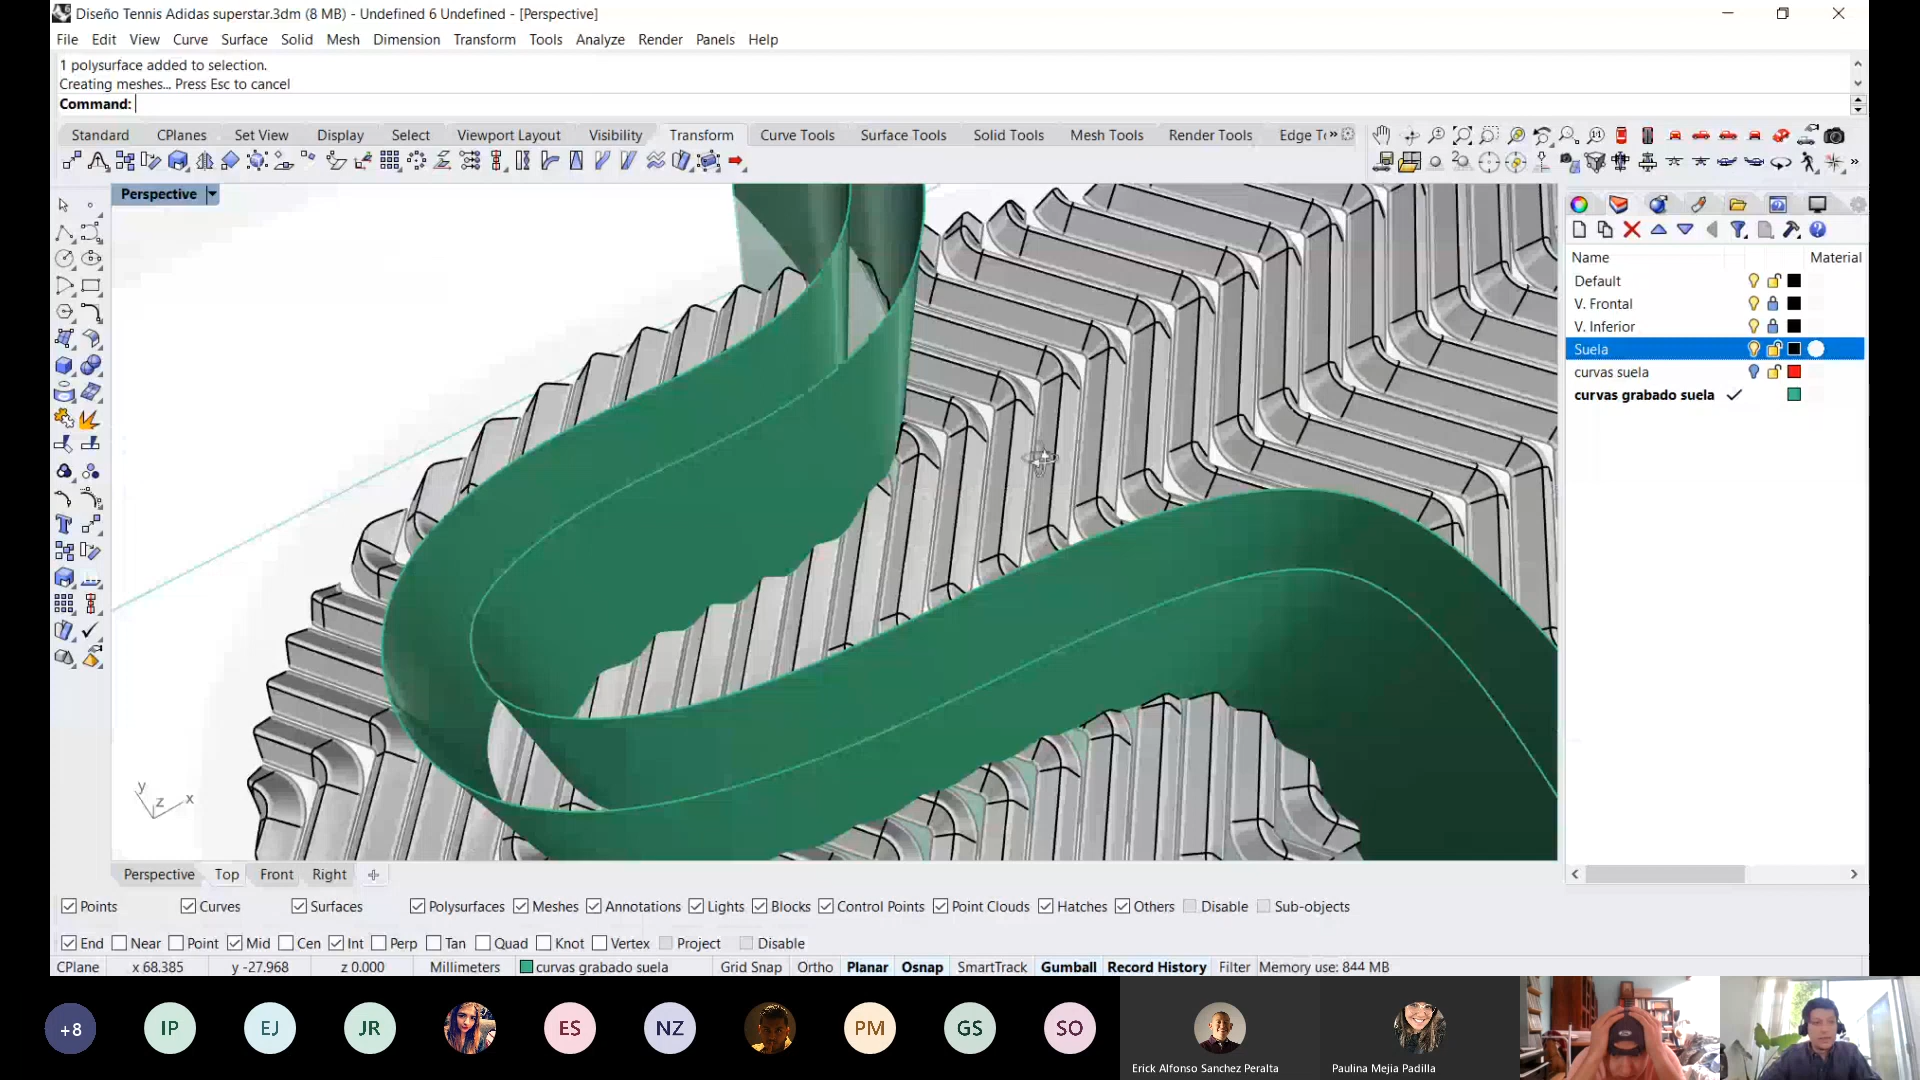 Diseño Tennis Adidas superstar.3dm (8 MB) - Undefined 6 Undefined - [Perspective]
File Edit View Curve Surface Solid Mesh Dimension Transform Tools Analyze Render Panels Help
1 polysurface added to selection.
Creating meshes... Press Esc to cancel
Command:
Standard CPlanes Set View Display Select Viewport Layout Visibility Transform Curve Tools Surface Tools Solid Tools Mesh Tools Render Tools Edge To
Perspective
Name Material
Default
V. Frontal
V. Inferior
Suela
curvas suela
curvas grabado suela
y
z x
Perspective Top Front Right
Points Curves Surfaces Polysurfaces Meshes Annotations Lights Blocks Control Points Point Clouds Hatches Others Disable Sub-objects
End Near Point Mid Cen Int Perp Tan Quad Knot Vertex Project Disable
CPlane x 68.385 y -27.968 z 0.000 Millimeters curvas grabado suela Grid Snap Ortho Planar Osnap SmartTrack Gumball Record History Filter Memory use: 844 MB
+8 IP EJ JR ES NZ PM GS SO
Erick Alfonso Sanchez Peralta Paulina Mejia Padilla